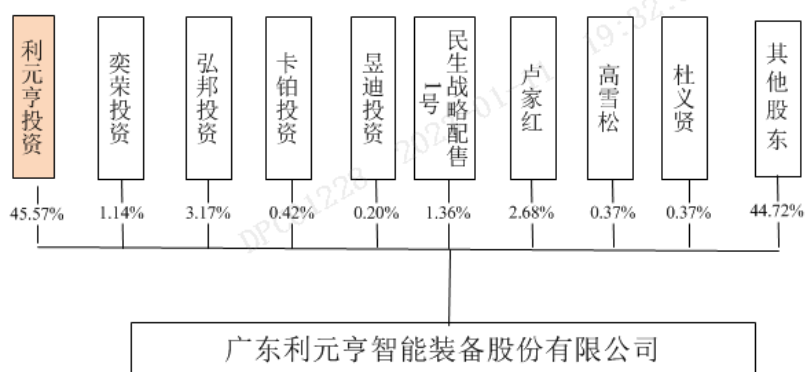 利元亨投资
奕荣投资
弘邦投资
卡铂投资
昱迪投资
民生战略配售
1号
卢家红
高雪松
杜义贤
其他股东
45.57%
1.14%
3.17%
0.42%
0.20%
1.36%
2.68%
0.37%
0.37%
44.72%
广东利元亨智能装备股份有限公司